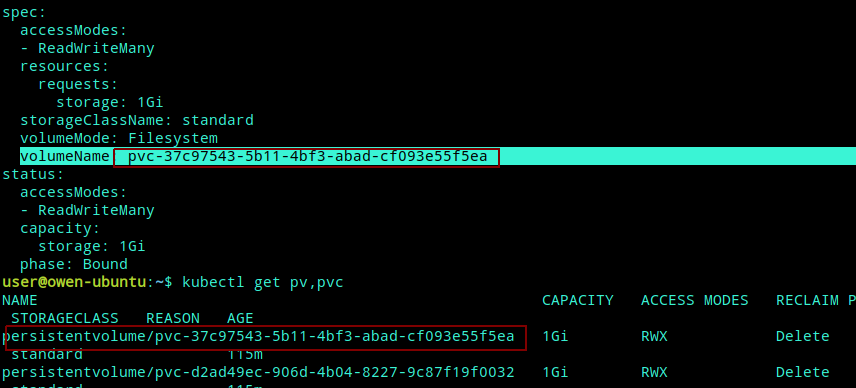 spec:
  accessModes:
  - ReadWriteMany
  resources:
    requests:
      storage: 1Gi
  storageClassName: standard
  volumeMode: Filesystem
  volumeName  pvc-37c97543-5b11-4bf3-abad-cf093e55f5ea
status:
  accessModes:
  - ReadWriteMany
  capacity:
    storage: 1Gi
  phase: Bound
user@owen-ubuntu:~$ kubectl get pv,pvc
NAME CAPACITY ACCESS MODES RECLAIM P
 STORAGECLASS REASON AGE
persistentvolume/pvc-37c97543-5b11-4bf3-abad-cf093e55f5ea 1Gi RWX Delete
 standard 115m
persistentvolume/pvc-d2ad49ec-906d-4b04-8227-9c87f19f0032 1Gi RWX Delete
 standard 115m